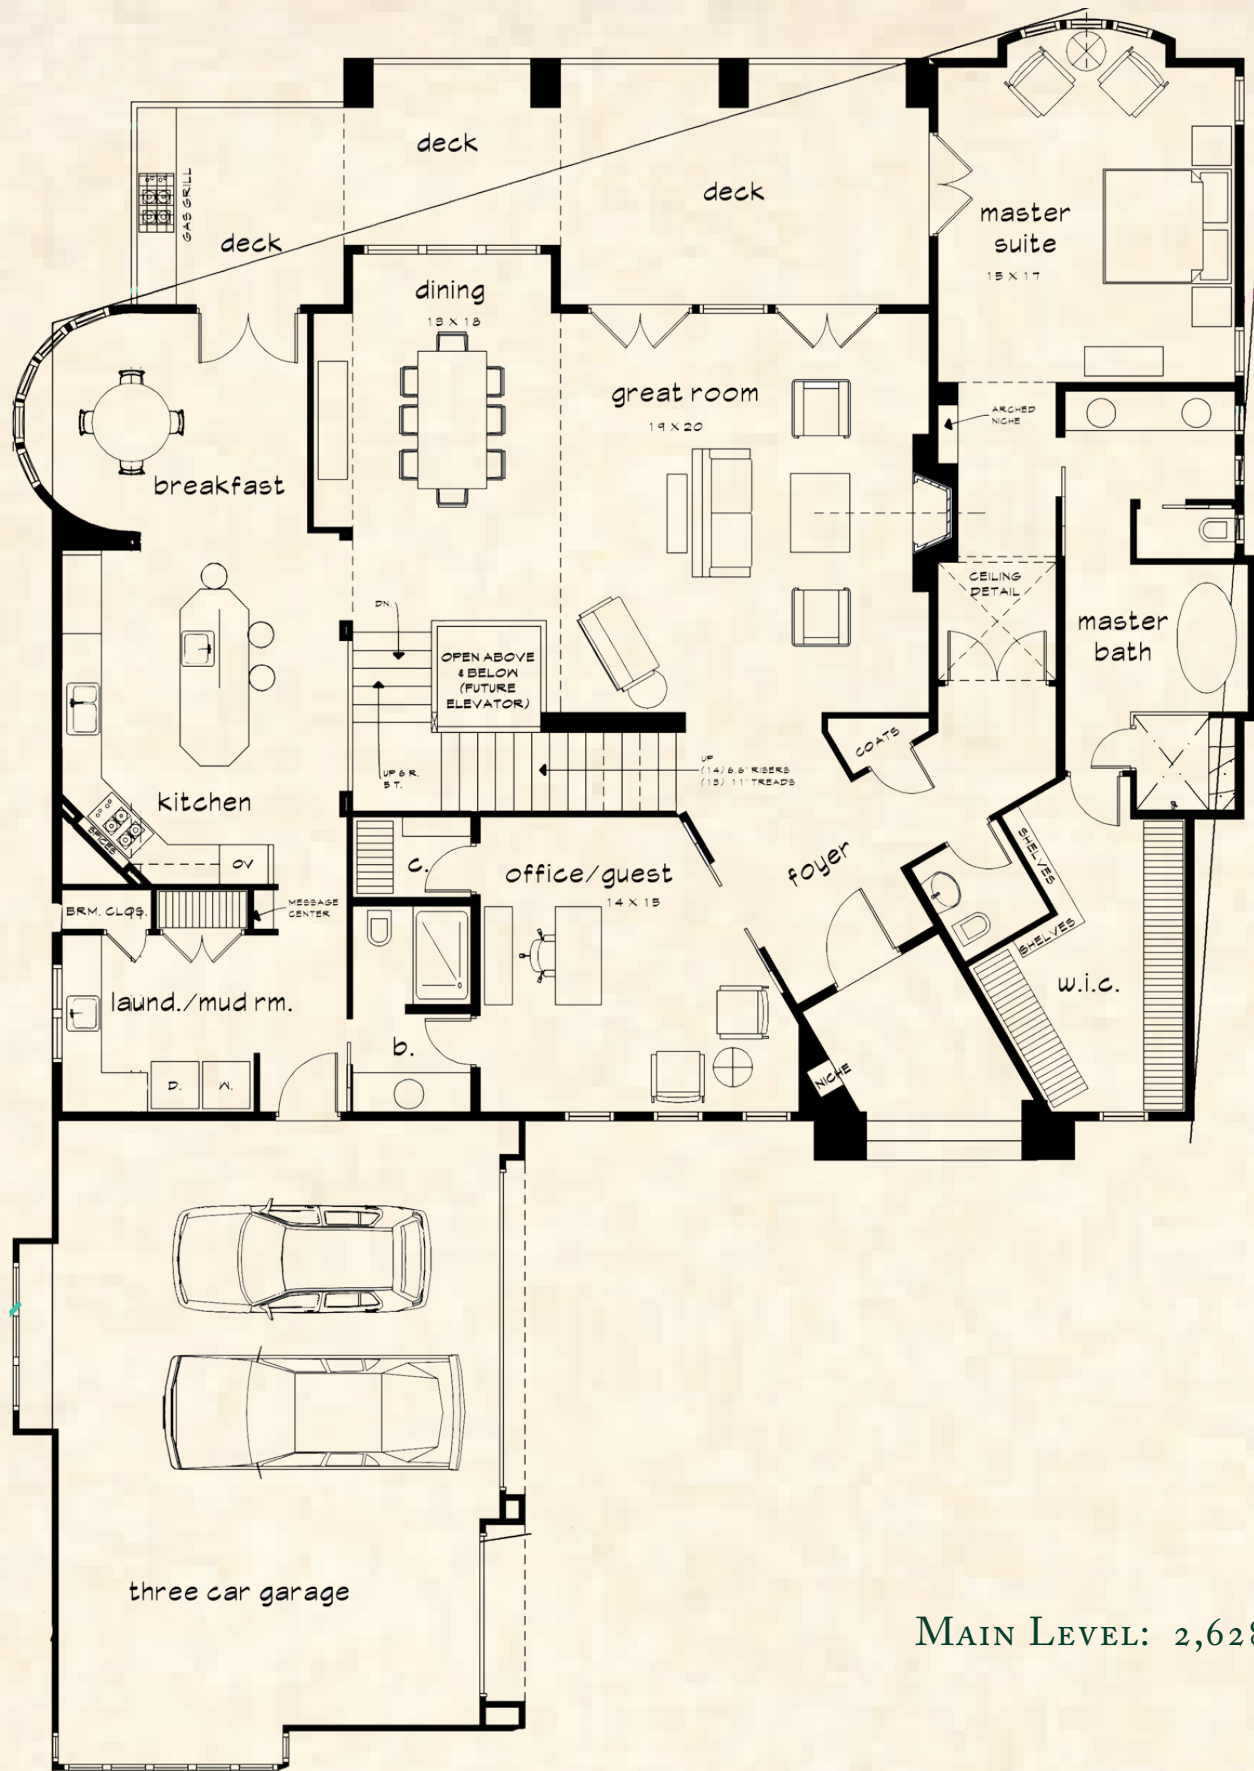 deck
deck
GAS GRILL
deck
master
suite
15 X 17
dining
13 X 18
great room
19 X 20
ARCHED
NICHE
breakfast
CEILING
DETAIL
DN.
OPEN ABOVE
& BELOW
(FUTURE
ELEVATOR)
master
bath
COATS
UP 6 R.
5 T.
UP
(14) 6.6" RISERS
(13) 11" TREADS
kitchen
SPICES
OV
c.
office/guest
14 X 15
foyer
SHELVES
SHELVES
BRM. CLOS.
MESSAGE
CENTER
laund./mud rm.
w.i.c.
b.
D.
W.
NICHE
three car garage
MAIN LEVEL: 2,628